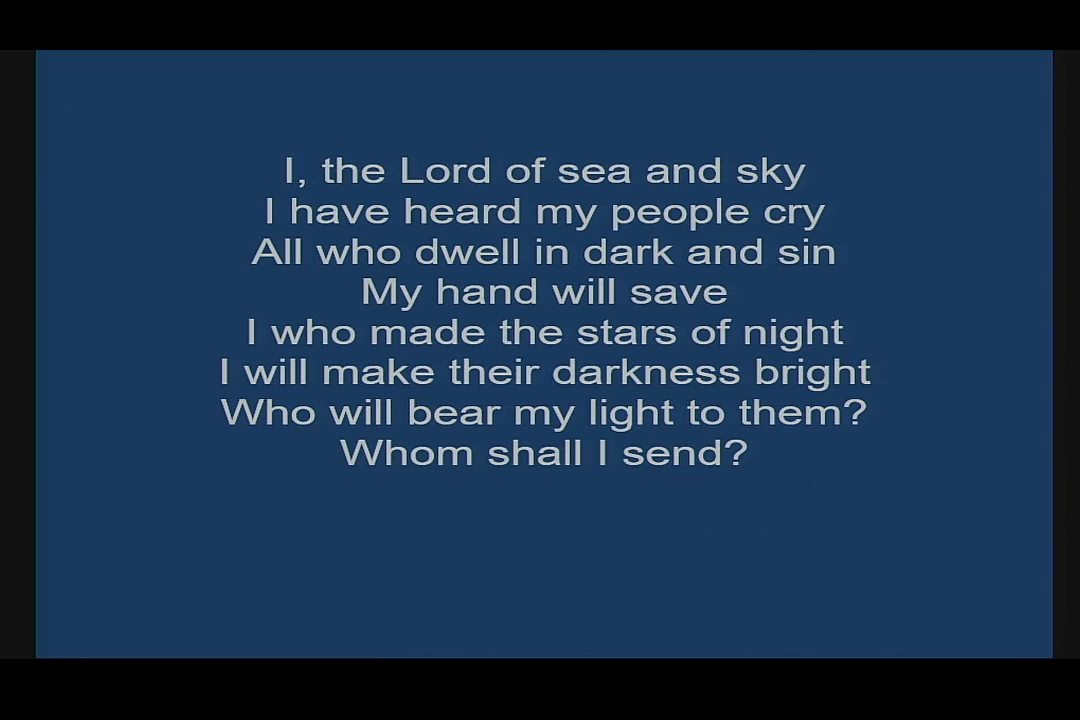 I, the Lord of sea and sky
I have heard my people cry
All who dwell in dark and sin
My hand will save
I who made the stars of night
I will make their darkness bright
Who will bear my light to them?
Whom shall I send?